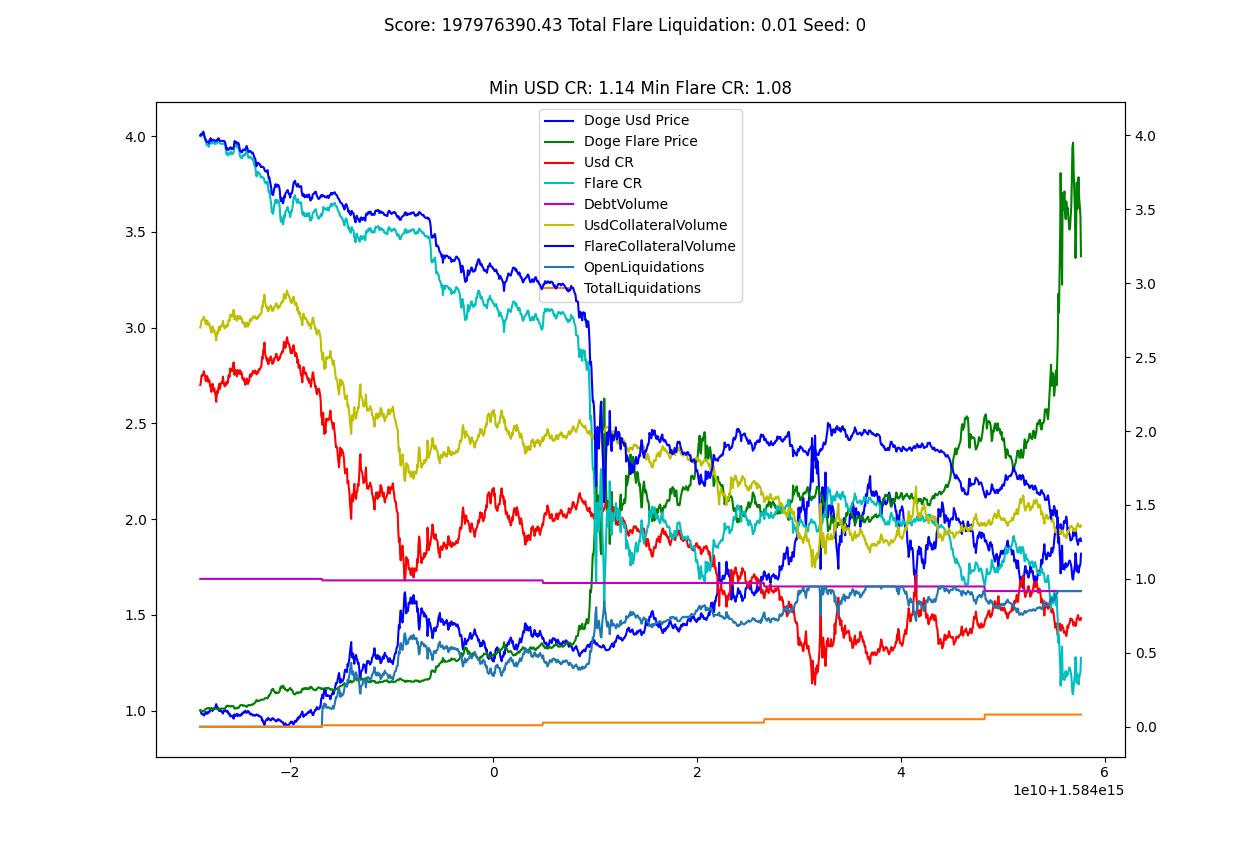 Score: 197976390.43 Total Flare Liquidation: 0.01 Seed: 0
Min USD CR: 1.14 Min Flare CR: 1.08
Doge Usd Price
Doge Flare Price
Usd CR
Flare CR
DebtVolume
UsdCollateralVolume
FlareCollateralVolume
OpenLiquidations
TotalLiquidations
4.0
3.5
3.0
2.5
2.0
1.5
1.0
4.0
3.5
3.0
2.5
2.0
1.5
1.0
0.5
0.0
−2
0
2
4
6
1e10+1.584e15